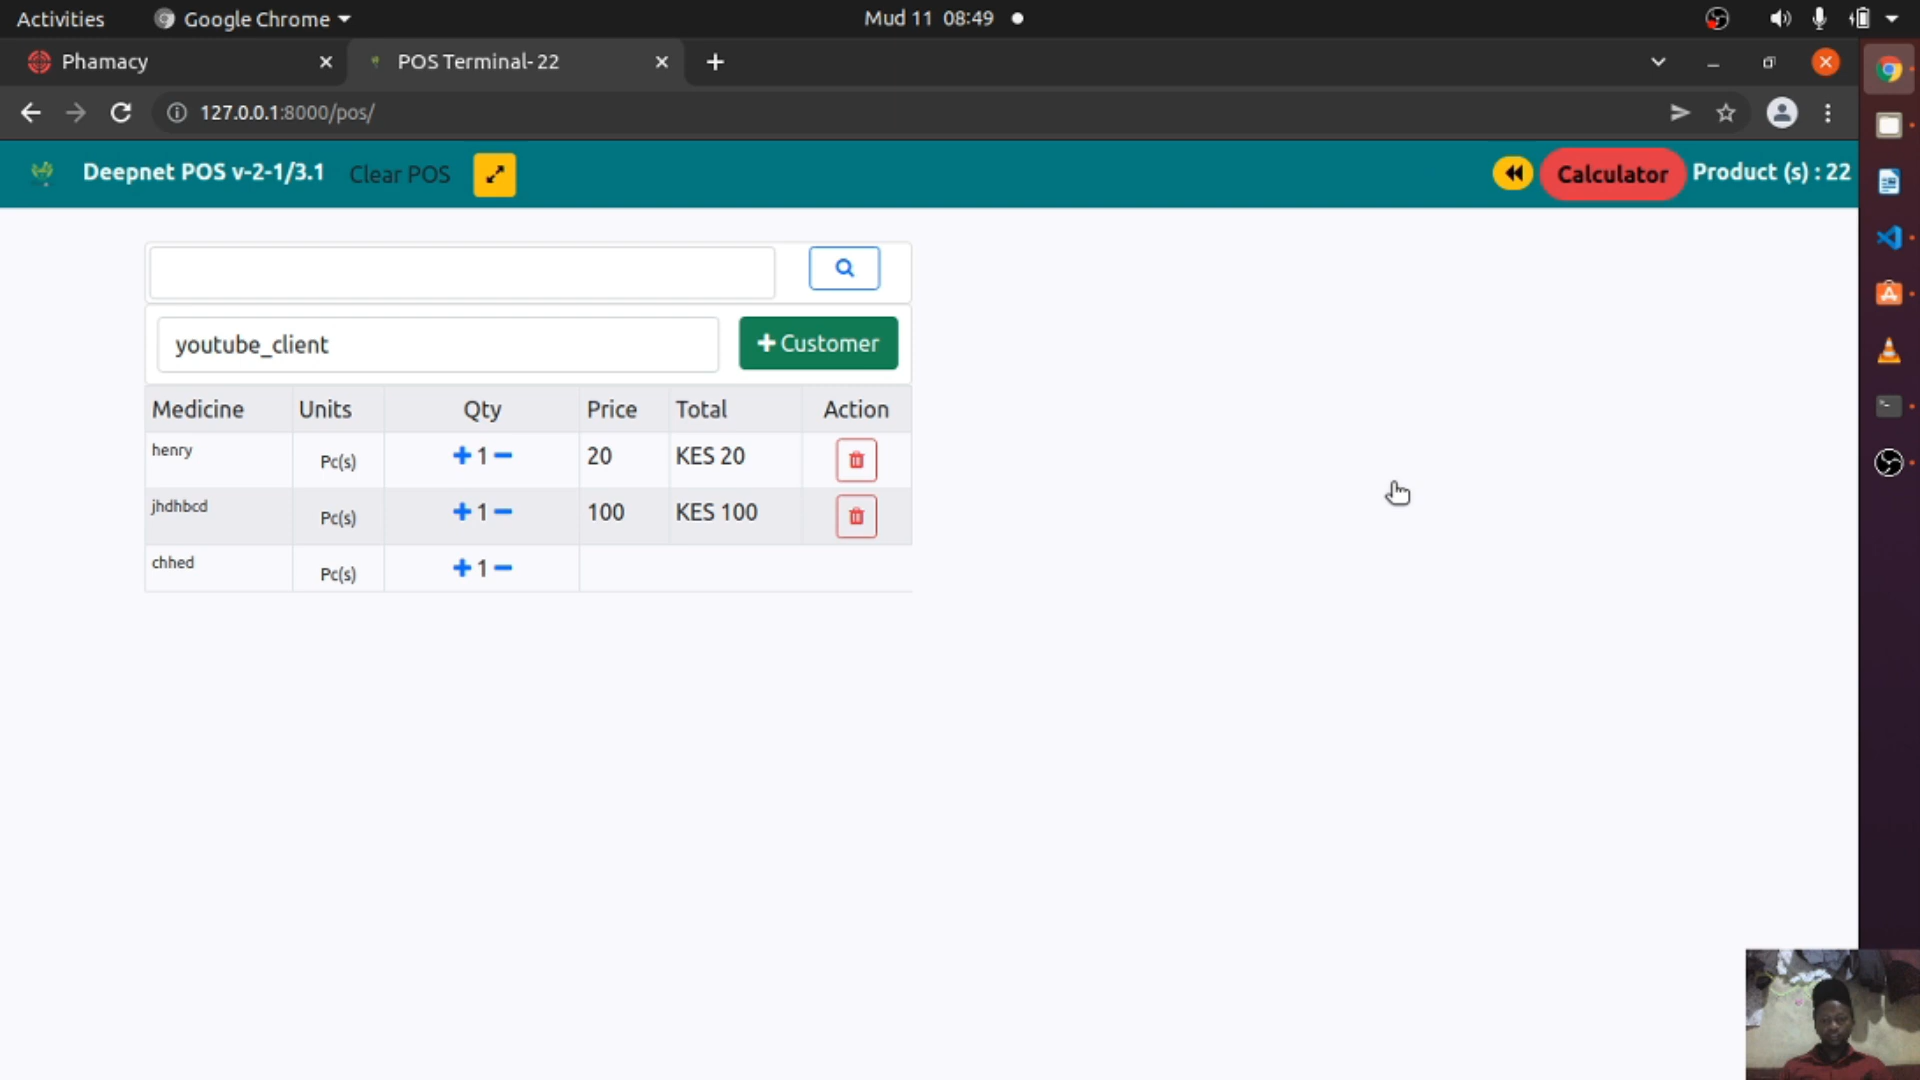 Activities Google Chrome Mud 11 08:49
Phamacy POS Terminal- 22
127.0.0.1:8000/pos/
Deepnet POS v-2-1/3.1 Clear POS Calculator Product (s) : 22
youtube_client Customer
Medicine Units Qty Price Total Action
henry Pc(s) 1 20 KES 20
jhdhbcd Pc(s) 1 100 KES 100
chhed Pc(s) 1